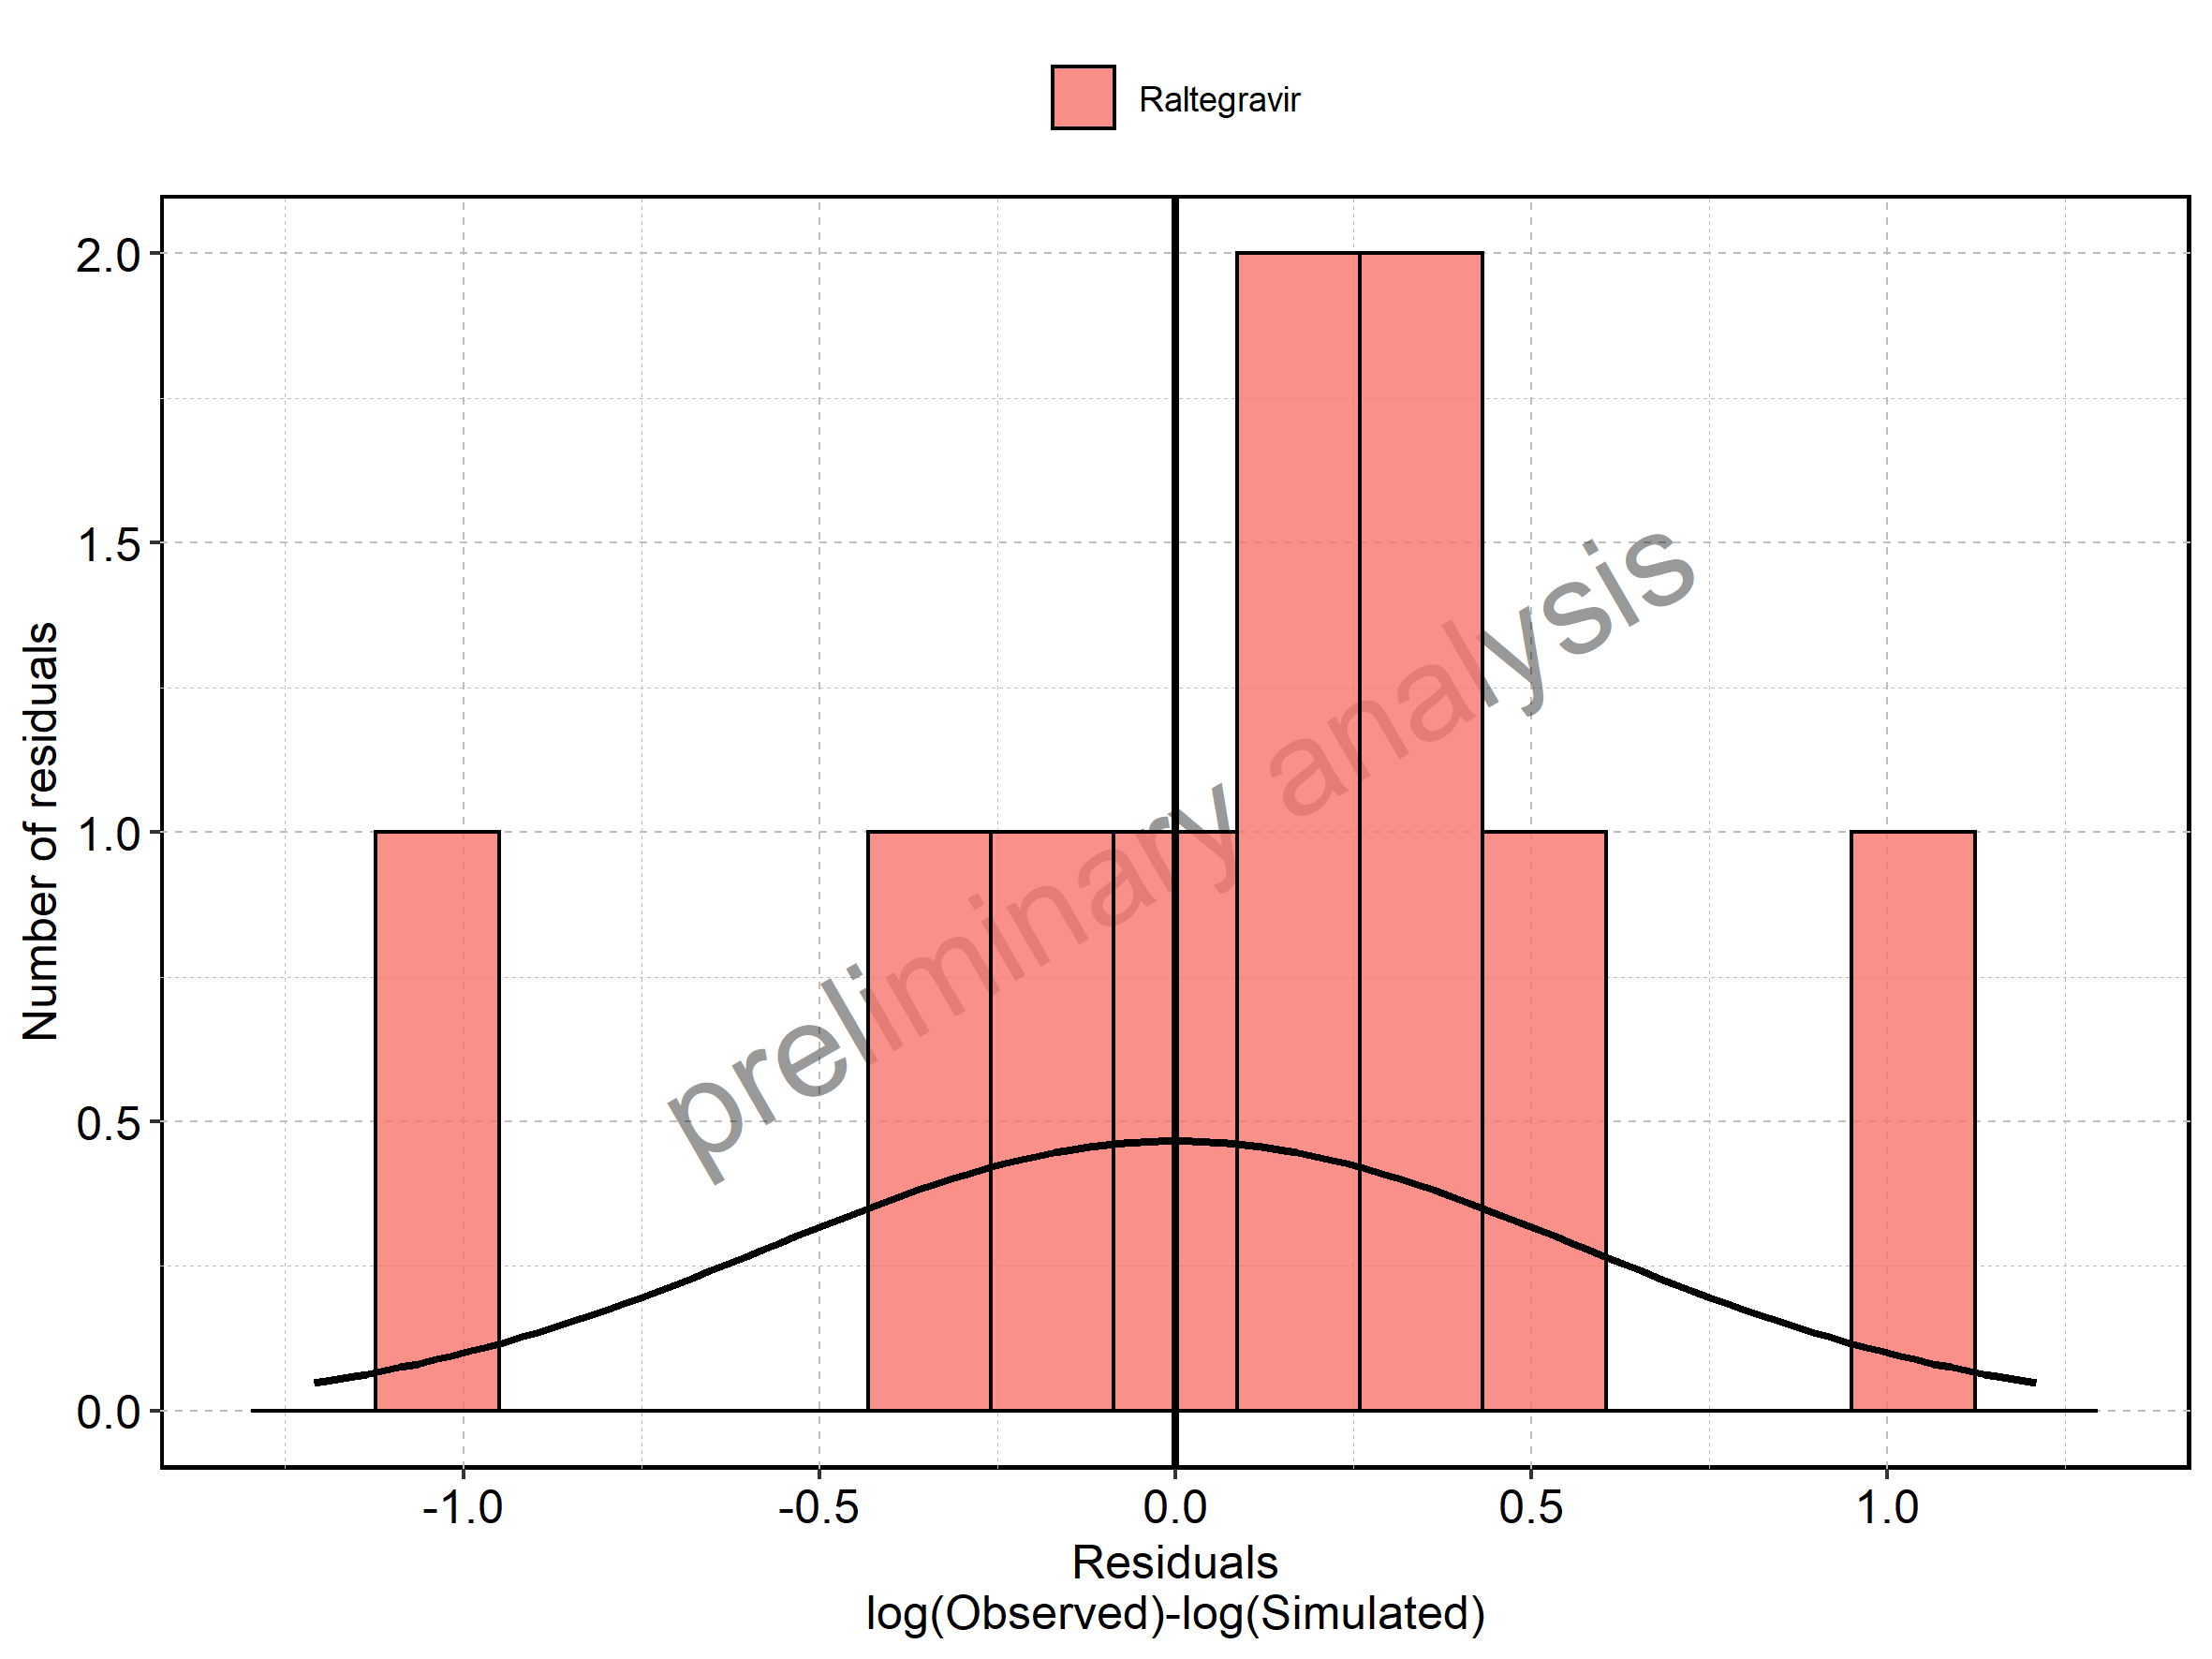 Raltegravir
2.0
1.5
1.0
0.5
0.0
Number of residuals
preliminary analysis
-1.0
-0.5
0.0
0.5
1.0
Residuals
log(Observed)-log(Simulated)